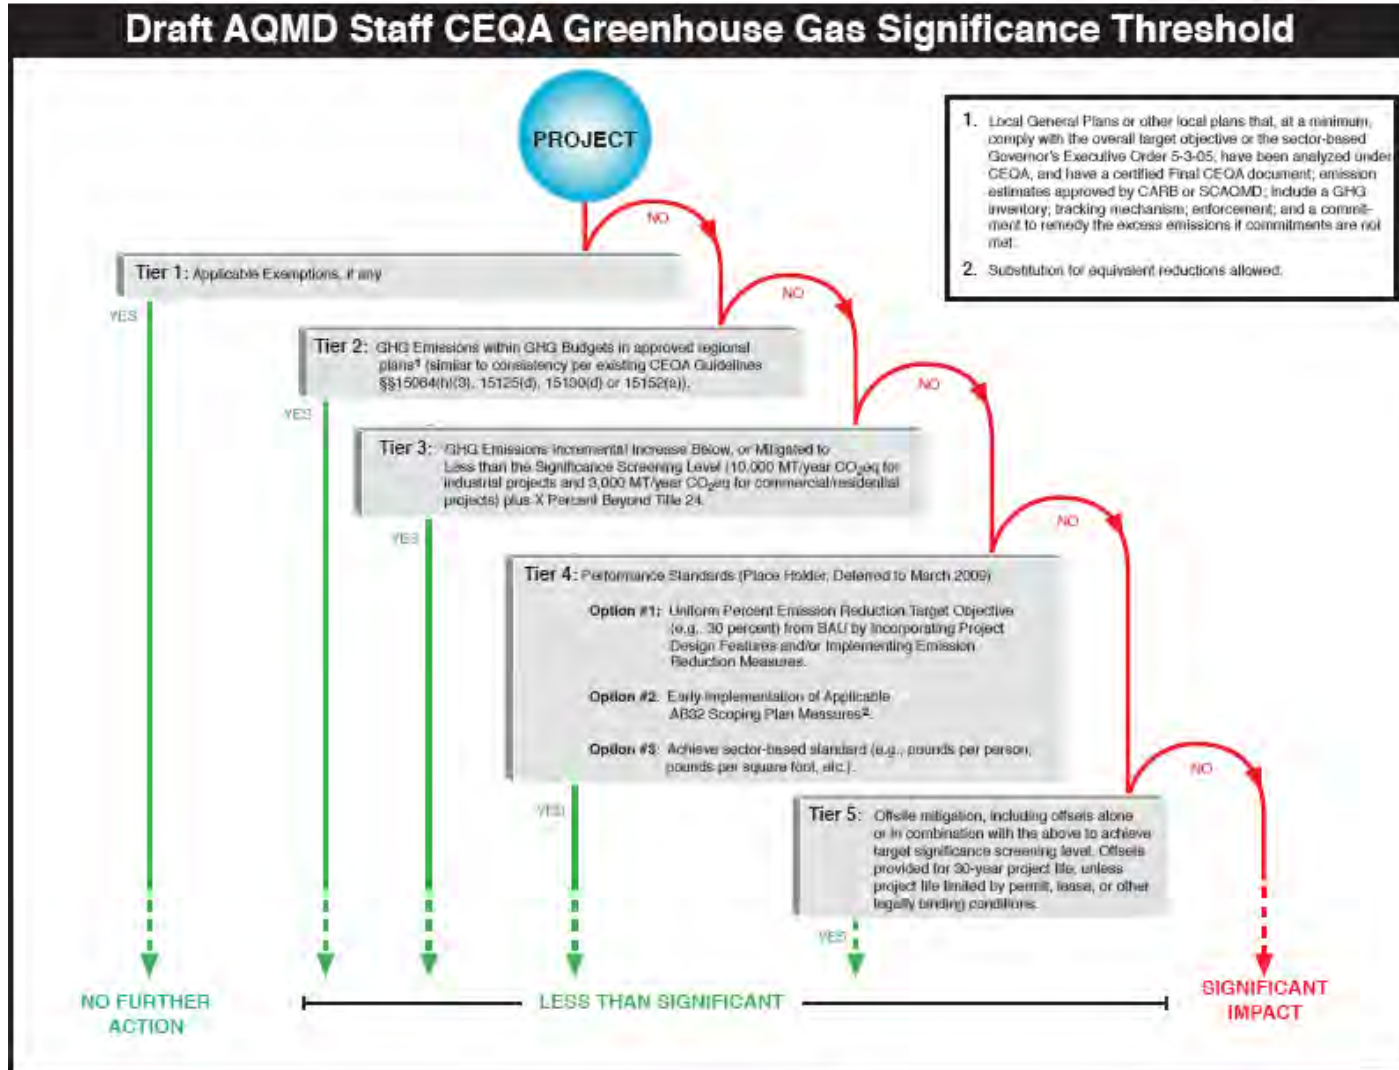 Draft AQMD Staff CEQA Greenhouse Gas Significance Threshold
PROJECT
1. Local General Plans or other local plans that, at a minimum,
comply with the overall target objective or the sector-based
Governor's Executive Order S-3-05; have been analyzed under
CEQA, and have a certified Final CEQA document; emission
estimates approved by CARB or SCAQMD; include a GHG
inventory; tracking mechanism; enforcement; and a commit-
ment to remedy the excess emissions if commitments are not
met.
2. Substitution for equivalent reductions allowed.
NO
Tier 1: Applicable Exemptions, if any
YES
NO
Tier 2: GHG Emissions within GHG Budgets in approved regional
plans1 (similar to consistency per existing CEQA Guidelines
§§15064(h)(3), 15125(d), 15130(d) or 15152(a)).
YES
NO
Tier 3: GHG Emissions Incremental Increase Below, or Mitigated to
Less than the Significance Screening Level (10,000 MT/year CO2eq for
industrial projects and 3,000 MT/year CO2eq for commercial/residential
projects) plus X Percent Beyond Title 24.
YES
NO
Tier 4: Performance Standards (Place Holder, Deferred to March 2009)
Option #1: Uniform Percent Emission Reduction Target Objective
(e.g., 30 percent) from BAU by Incorporating Project
Design Features and/or Implementing Emission
Reduction Measures.
Option #2: Early Implementation of Applicable
AB32 Scoping Plan Measures2.
Option #3: Achieve sector-based standard (e.g., pounds per person,
pounds per square foot, etc.).
YES
NO
Tier 5: Offsite mitigation, including offsets alone
or in combination with the above to achieve
target significance screening level. Offsets
provided for 30-year project life, unless
project life limited by permit, lease, or other
legally binding conditions.
YES
NO FURTHER
ACTION
LESS THAN SIGNIFICANT
SIGNIFICANT
IMPACT